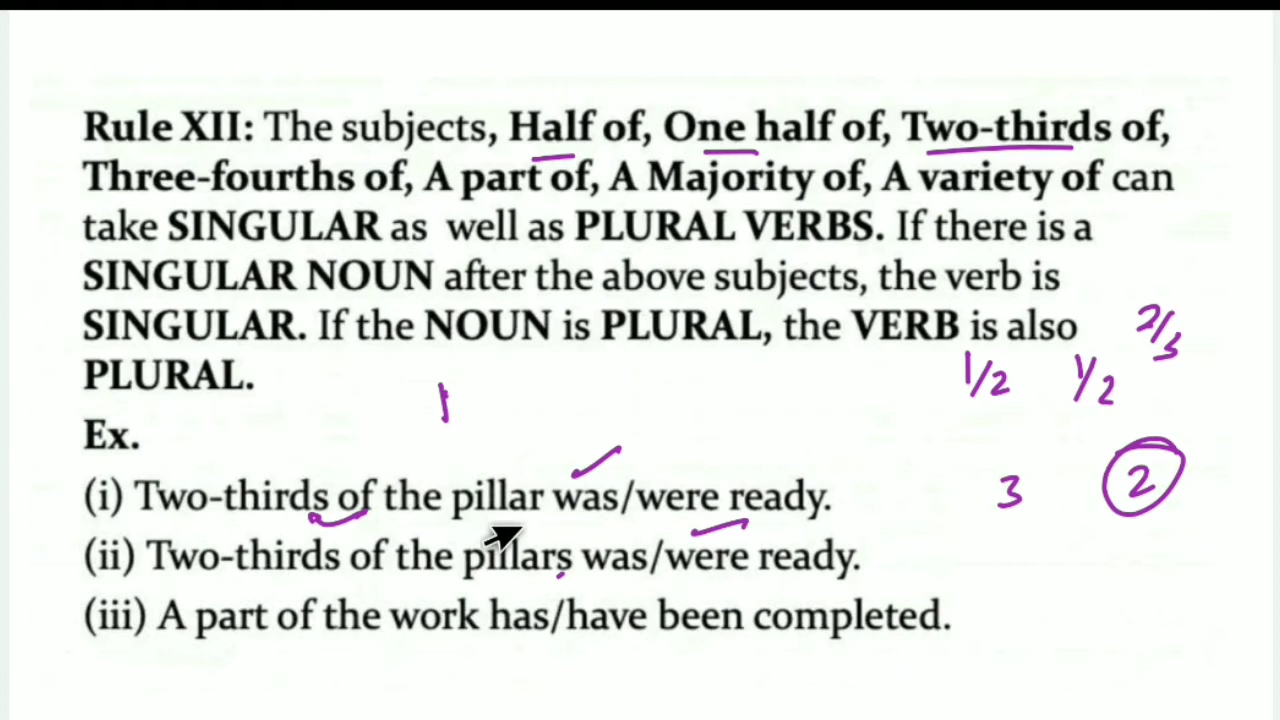 Rule XII: The subjects, Half of, One half of, Two-thirds of,
Three-fourths of, A part of, A Majority of, A variety of can
take SINGULAR as well as PLURAL VERBS. If there is a
SINGULAR NOUN after the above subjects, the verb is
SINGULAR. If the NOUN is PLURAL, the VERB is also
2/3
PLURAL.
1/2 1/2
1
Ex.
(i) Two-thirds of the pillar was/were ready.
3 2
(ii) Two-thirds of the pillars was/were ready.
(iii) A part of the work has/have been completed.